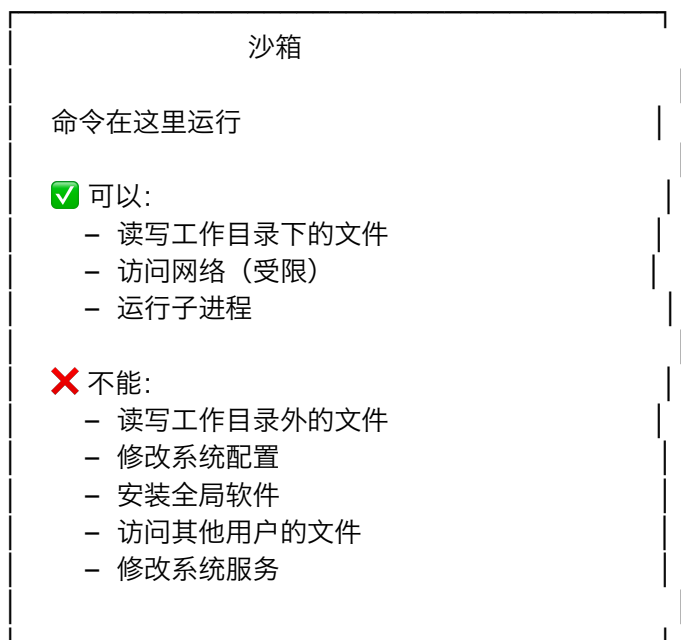 沙箱
命令在这里运行
✅ 可以:
– 读写工作目录下的文件
– 访问网络（受限）
– 运行子进程
❌ 不能:
– 读写工作目录外的文件
– 修改系统配置
– 安装全局软件
– 访问其他用户的文件
– 修改系统服务